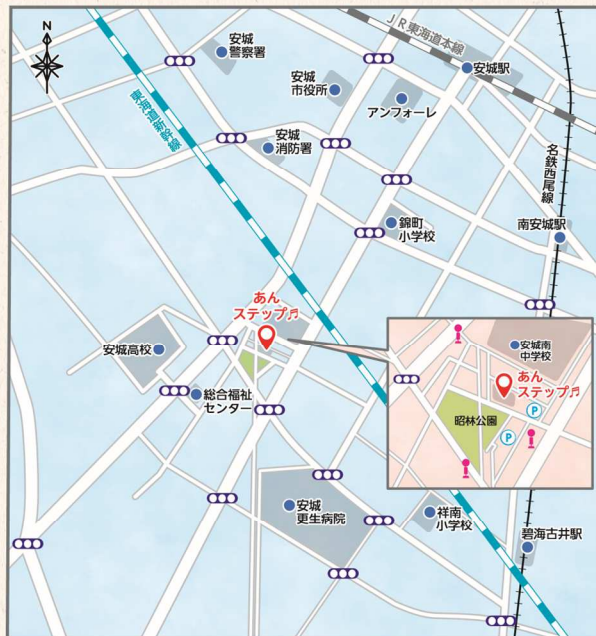 N
安城
警察署
JR東海道本線
安城駅
安城
市役所
アンフォーレ
東海道新幹線
安城
消防署
名鉄西尾線
錦町
小学校
南安城駅
あん
ステップ♬
安城高校
総合福祉
センター
安城南
中学校
あん
ステップ♬
昭林公園
P
P
安城
更生病院
祥南
小学校
碧海古井駅